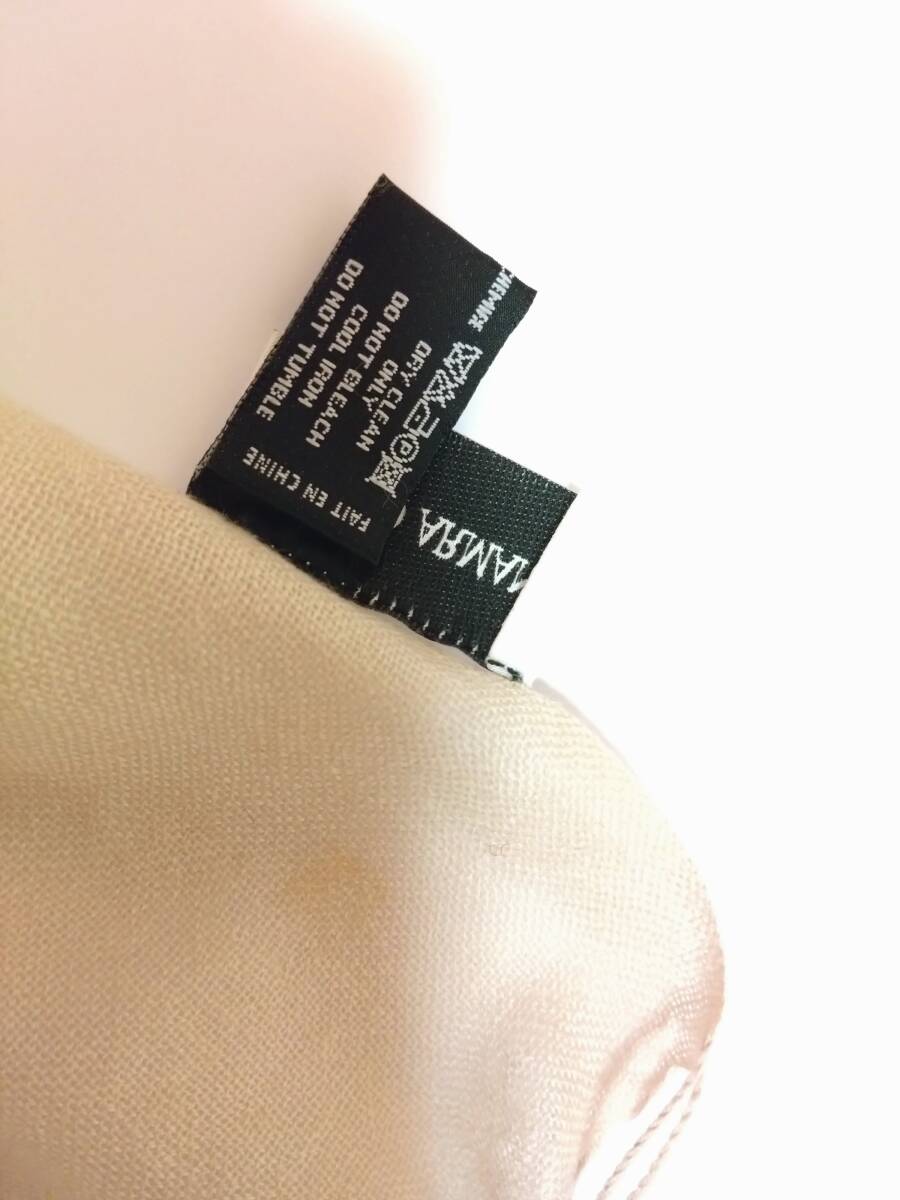 DO NOT BLEACH
DRY CLEAN
ONLY
COOL IRON
DO NOT TUMBLE
FAIT EN CHINE